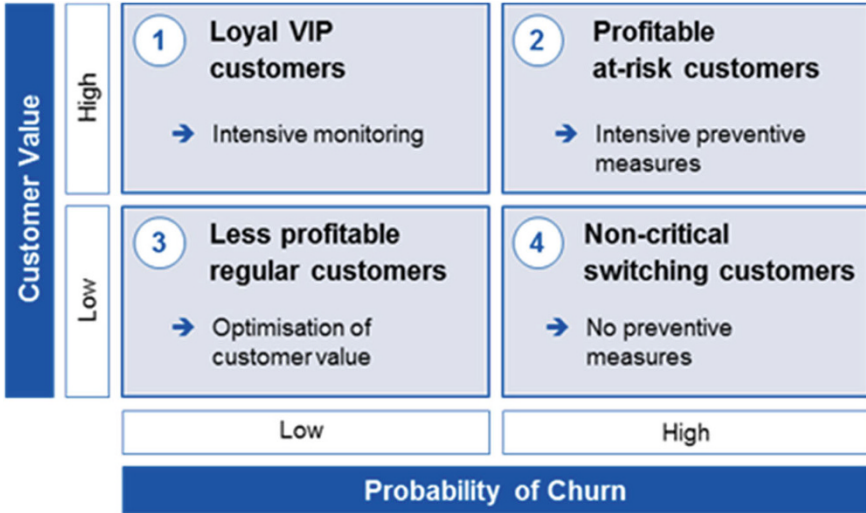 Customer Value
High
1
Loyal VIP
customers
➔ Intensive monitoring
2
Profitable
at-risk customers
➔ Intensive preventive
measures
Low
3
Less profitable
regular customers
➔ Optimisation of
customer value
4
Non-critical
switching customers
➔ No preventive
measures
Low
High
Probability of Churn